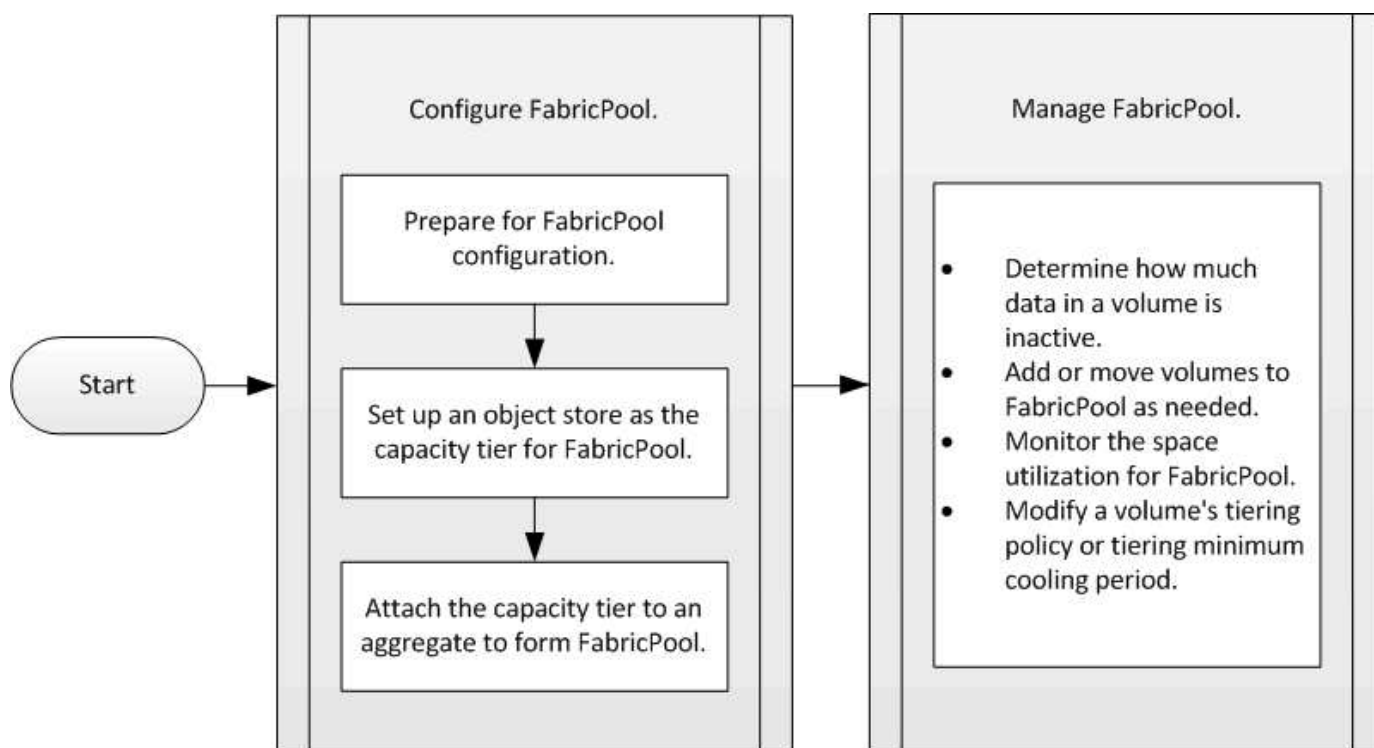 Start
Configure FabricPool.
Prepare for FabricPool
configuration.
Set up an object store as the
capacity tier for FabricPool.
Attach the capacity tier to an
aggregate to form FabricPool.
Manage FabricPool.
• Determine how much
data in a volume is
inactive.
• Add or move volumes to
FabricPool as needed.
• Monitor the space
utilization for FabricPool.
• Modify a volume's tiering
policy or tiering minimum
cooling period.